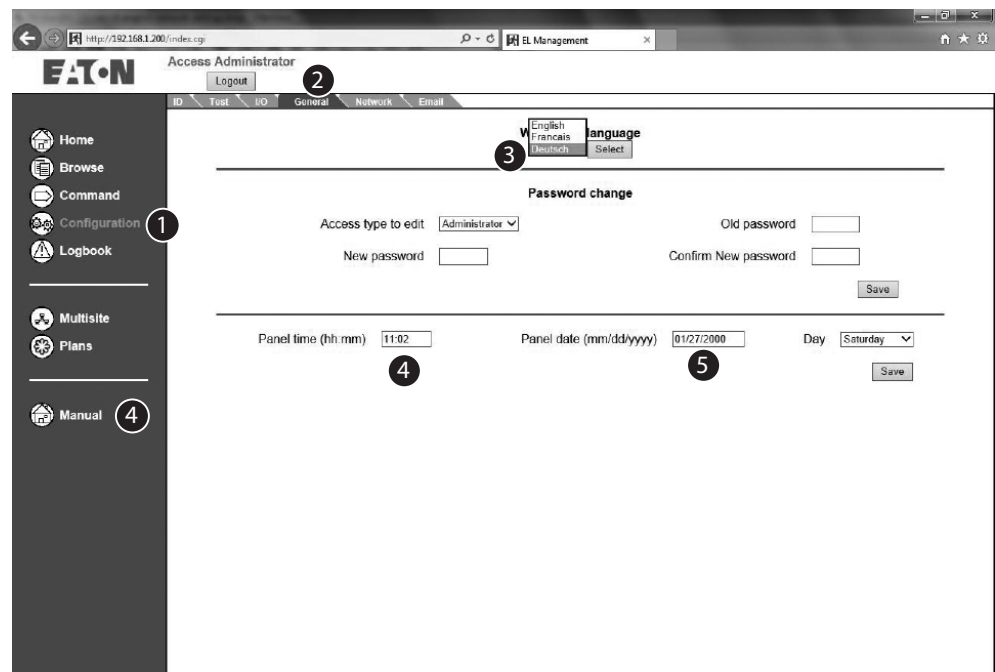 http://192.168.1.200/index.cgi
EL Management
EATON
Access Administrator
Logout
2
ID Test I/O General Network Email
Home
Browse
Command
Configuration 1
Logbook
Multisite
Plans
Manual 4
W language
English
Francais
Deutsch
Select
3
Password change
Access type to edit Administrator Old password
New password Confirm New password
Save
Panel time (hh:mm) 11:02 Panel date (mm/dd/yyyy) 01/27/2000 Day Saturday
4 5
Save